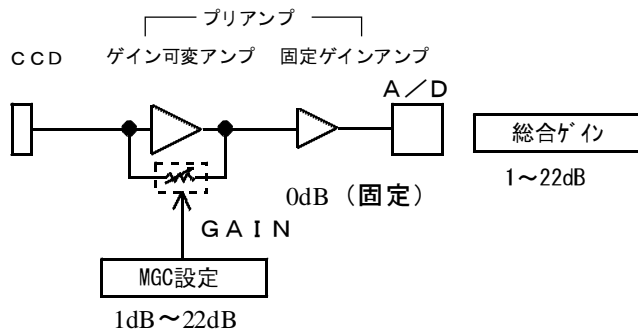 プリアンプ
ＣＣＤ
ゲイン可変アンプ
固定ゲインアンプ
Ａ／Ｄ
総合ｹﾞｲﾝ
1～22dB
0dB（固定）
ＧＡＩＮ
MGC設定
1dB～22dB